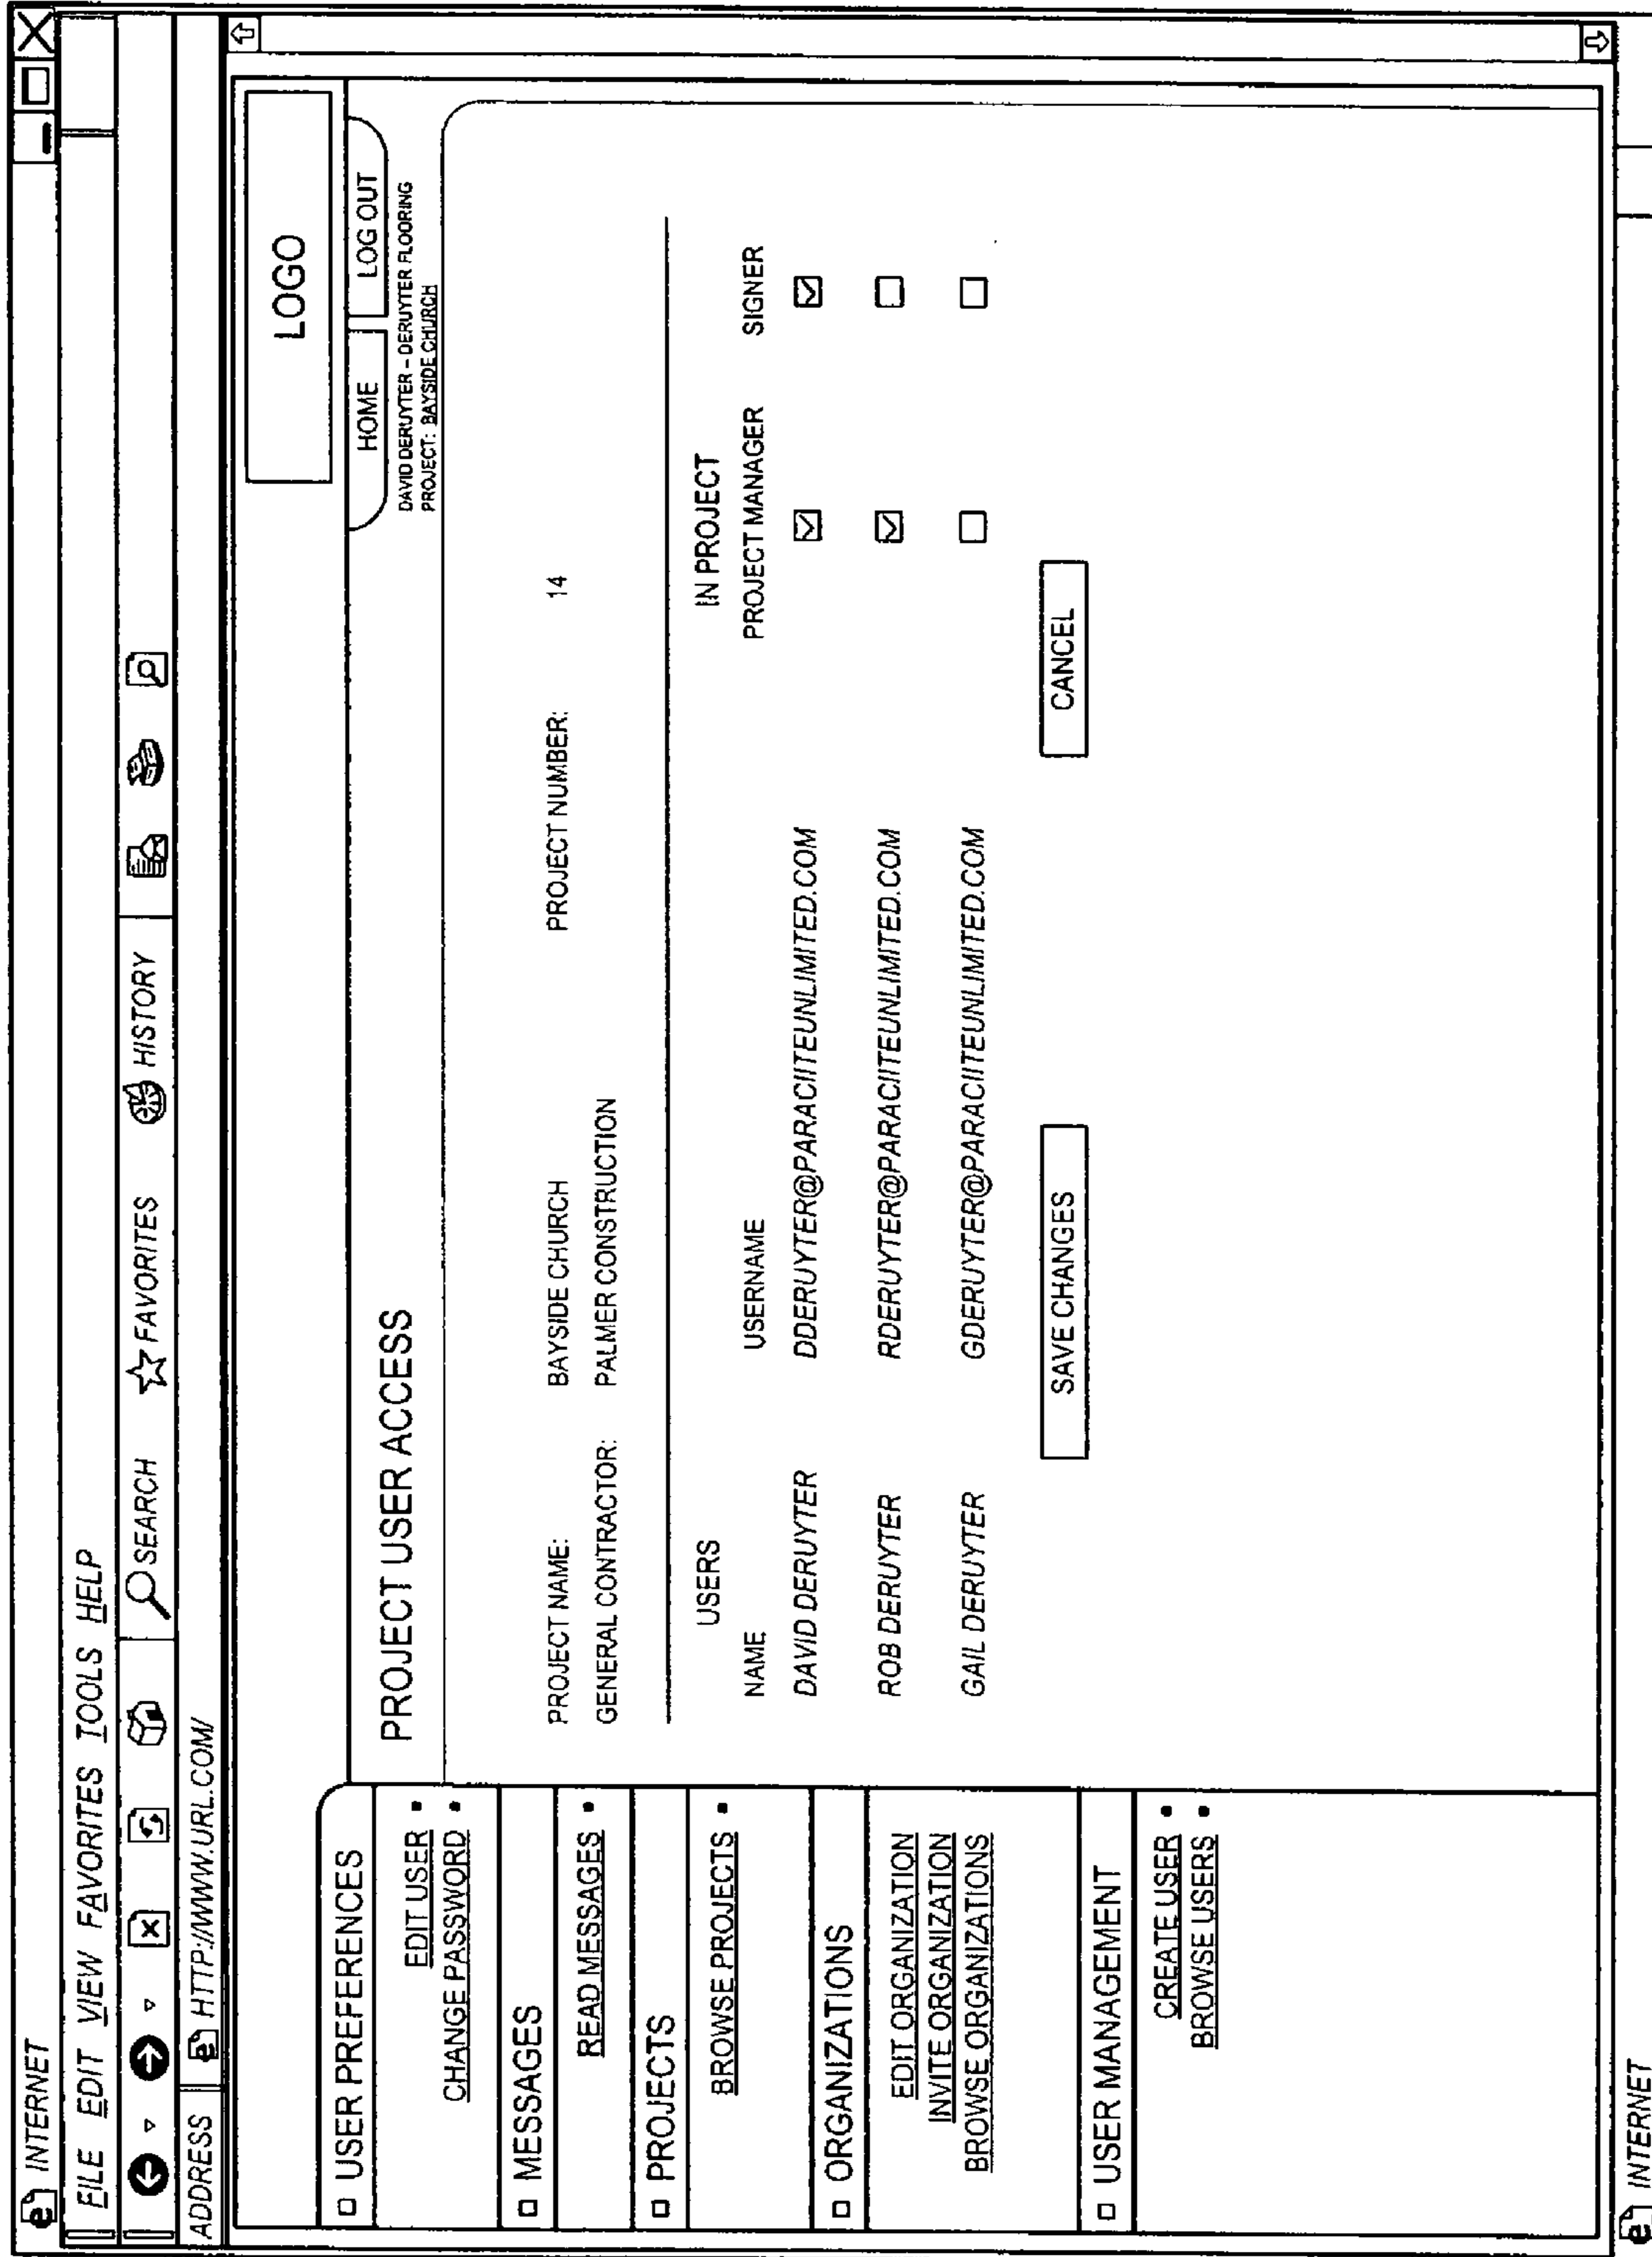 INTERNET
FILE EDIT VIEW FAVORITES TOOLS HELP
SEARCH FAVORITES HISTORY
ADDRESS HTTP://WWW.URL.COM/
LOGO
HOME LOG OUT
DAVID DERUYTER – DERUYTER FLOORING
PROJECT: BAYSIDE CHURCH
USER PREFERENCES
EDIT USER
CHANGE PASSWORD
MESSAGES
READ MESSAGES
PROJECTS
BROWSE PROJECTS
ORGANIZATIONS
EDIT ORGANIZATION
INVITE ORGANIZATION
BROWSE ORGANIZATIONS
USER MANAGEMENT
CREATE USER
BROWSE USERS
PROJECT USER ACCESS
PROJECT NAME: BAYSIDE CHURCH PROJECT NUMBER: 14
GENERAL CONTRACTOR: PALMER CONSTRUCTION
USERS IN PROJECT
NAME USERNAME PROJECT MANAGER SIGNER
DAVID DERUYTER DDERUYTER@PARACIITEUNLIMITED.COM
ROB DERUYTER RDERUYTER@PARACIITEUNLIMITED.COM
GAIL DERUYTER GDERUYTER@PARACIITEUNLIMITED.COM
SAVE CHANGES CANCEL
INTERNET